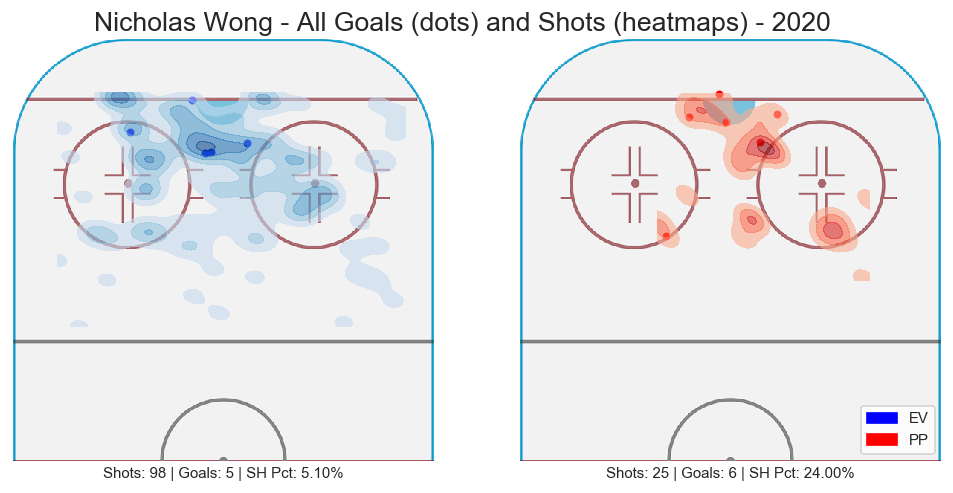 Nicholas Wong - All Goals (dots) and Shots (heatmaps) - 2020
EV
PP
Shots: 98 | Goals: 5 | SH Pct: 5.10%
Shots: 25 | Goals: 6 | SH Pct: 24.00%